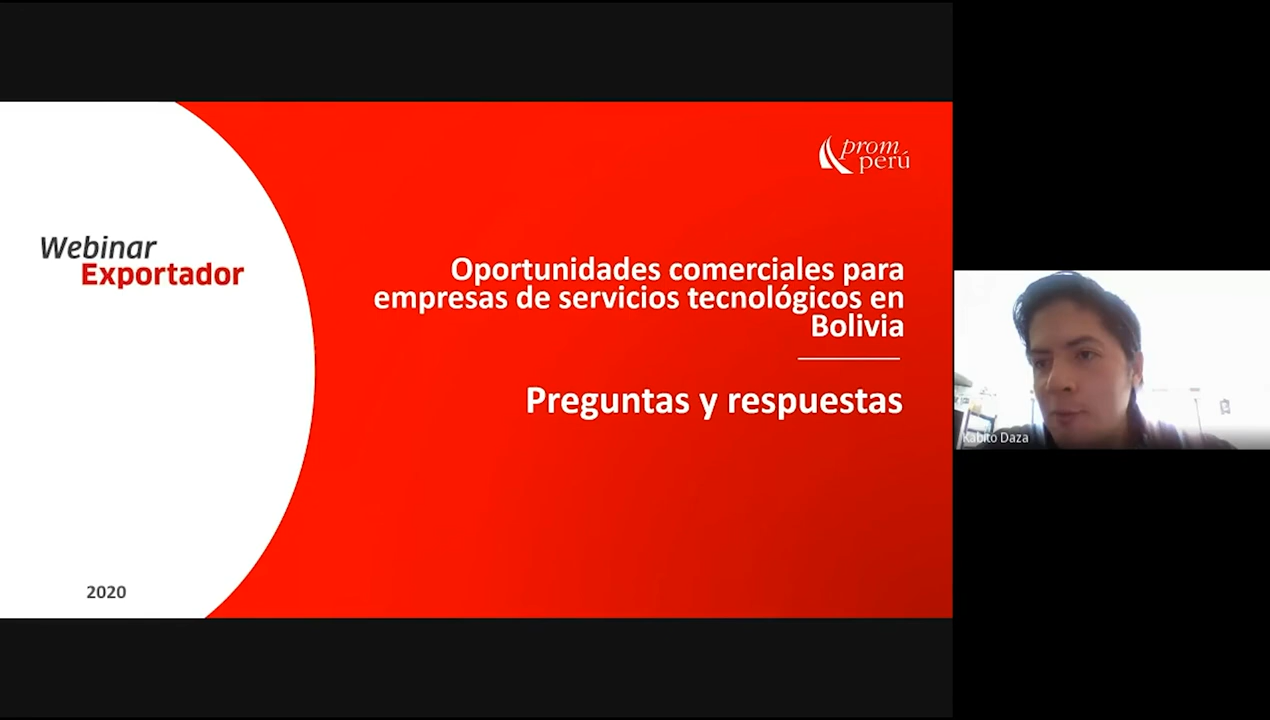 prom
perú
Webinar
Exportador
Oportunidades comerciales para
empresas de servicios tecnológicos en
Bolivia
Preguntas y respuestas
Kabito Daza
2020